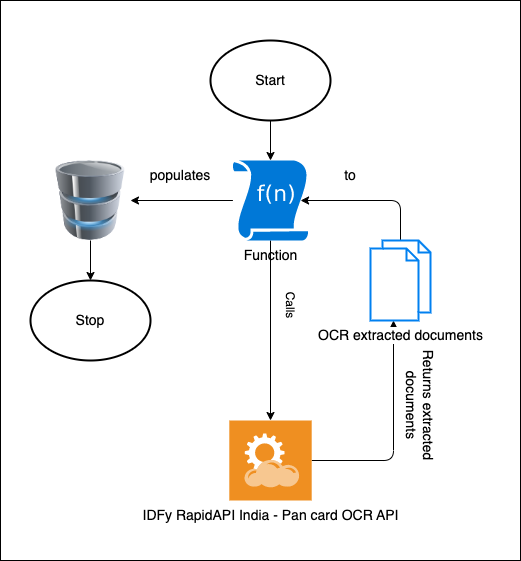 Start
populates
f(n)
to
Function
Calls
Stop
OCR extracted documents
Returns extracted
documents
IDFy RapidAPI India - Pan card OCR API